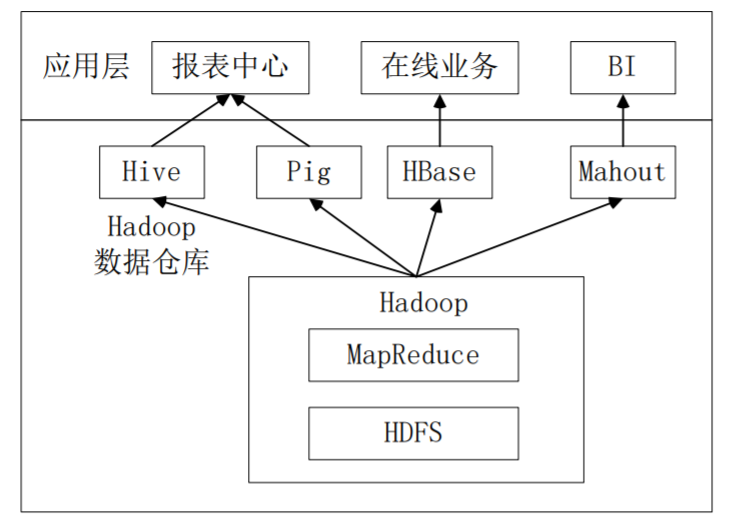 应用层
报表中心
在线业务
BI
Hive
Pig
HBase
Mahout
Hadoop
数据仓库
Hadoop
MapReduce
HDFS